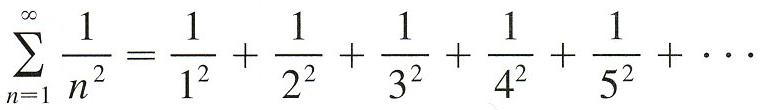 ∑_{n=1}^{∞} 1/n² = 1/1² + 1/2² + 1/3² + 1/4² + 1/5² + ···